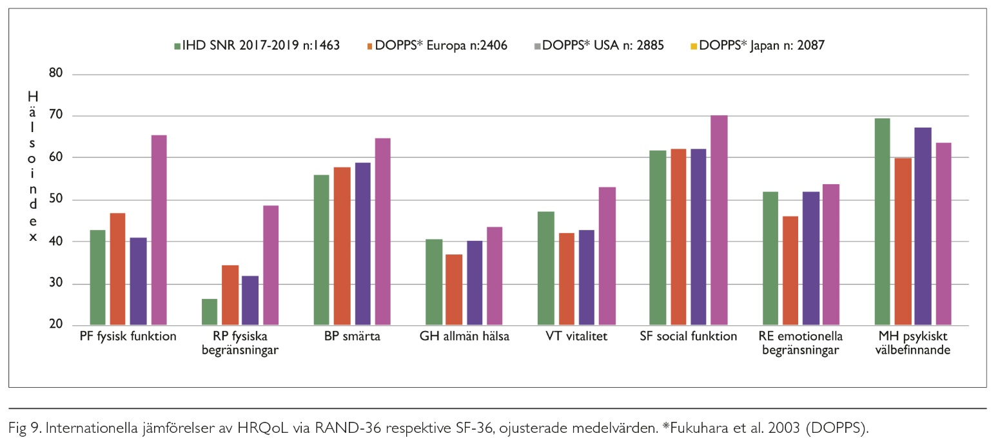 IHD SNR 2017-2019 n:1463 DOPPS* Europa n:2406 DOPPS* USA n: 2885 DOPPS* Japan n: 2087
Hälsoindex
80
70
60
50
40
30
20
PF fysisk funktion
RP fysiska
begränsningar
BP smärta
GH allmän hälsa
VT vitalitet
SF social funktion
RE emotionella
begränsningar
MH psykiskt
välbefinnande
Fig 9. Internationella jämförelser av HRQoL via RAND-36 respektive SF-36, ojusterade medelvärden. *Fukuhara et al. 2003 (DOPPS).